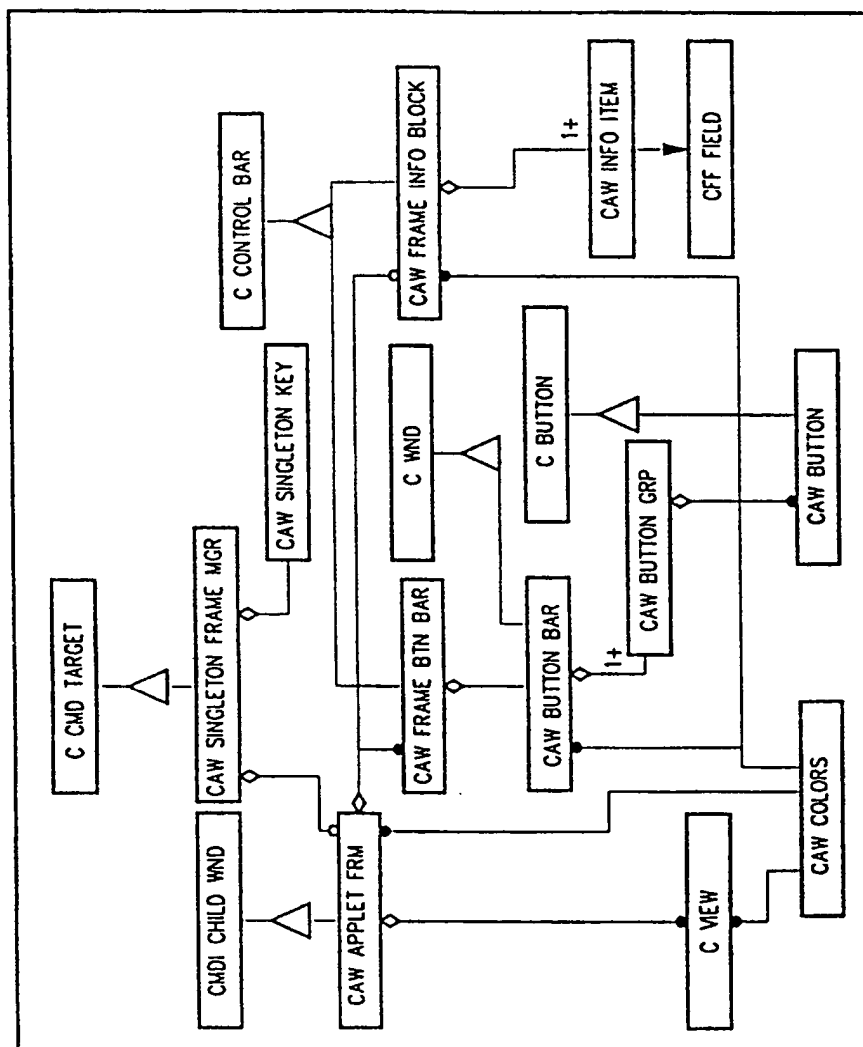 C CMD TARGET
CAW SINGLETON FRAME MGR
CMDI CHILD WND
CAW SINGLETON KEY
C CONTROL BAR
CAW APPLET FRM
CAW FRAME BTN BAR
C WND
CAW FRAME INFO BLOCK
CAW BUTTON BAR
C BUTTON
1+
1+
CAW BUTTON GRP
CAW INFO ITEM
C VIEW
CFF FIELD
CAW COLORS
CAW BUTTON